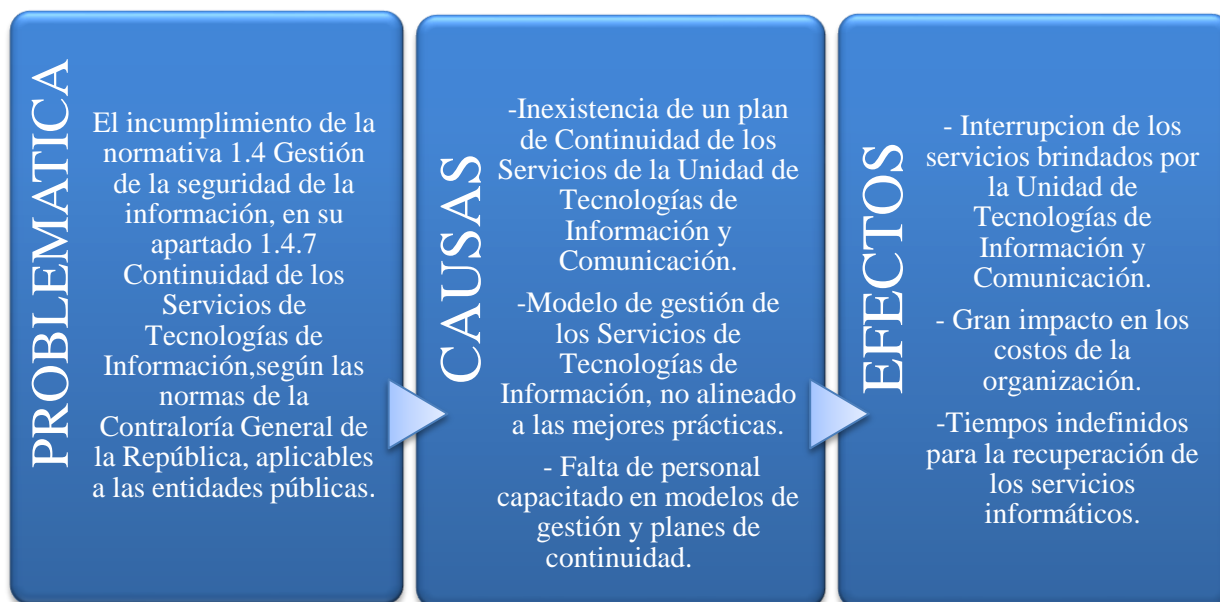 PROBLEMATICA
El incumplimiento de la
normativa 1.4 Gestión
de la seguridad de la
información, en su
apartado 1.4.7
Continuidad de los
Servicios de
Tecnologías de
Información,según las
normas de la
Contraloría General de
la República, aplicables
a las entidades públicas.
CAUSAS
-Inexistencia de un plan
de Continuidad de los
Servicios de la Unidad de
Tecnologías de
Información y
Comunicación.
-Modelo de gestión de
los Servicios de
Tecnologías de
Información, no alineado
a las mejores prácticas.
- Falta de personal
capacitado en modelos de
gestión y planes de
continuidad.
EFECTOS
- Interrupcion de los
servicios brindados por
la Unidad de
Tecnologías de
Información y
Comunicación.
- Gran impacto en los
costos de la
organización.
-Tiempos indefinidos
para la recuperación de
los servicios
informáticos.